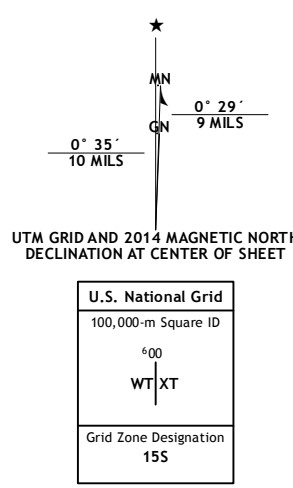 ★
MN
0° 29´
9 MILS
GN
0° 35´
10 MILS
UTM GRID AND 2014 MAGNETIC NORTH
DECLINATION AT CENTER OF SHEET
U.S. National Grid
100,000-m Square ID
⁶00
WT XT
Grid Zone Designation
15S